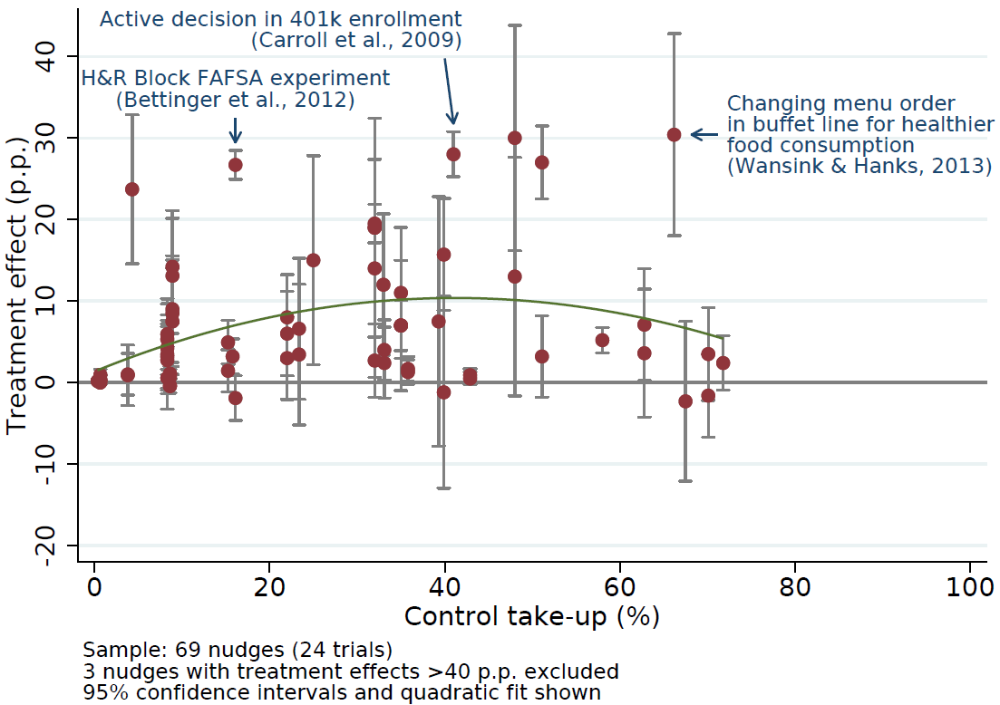 Active decision in 401k enrollment
(Carroll et al., 2009)
H&R Block FAFSA experiment
(Bettinger et al., 2012)
Changing menu order
in buffet line for healthier
food consumption
(Wansink & Hanks, 2013)
Treatment effect (p.p.)
40
30
20
10
0
-10
-20
0 20 40 60 80 100
Control take-up (%)
Sample: 69 nudges (24 trials)
3 nudges with treatment effects >40 p.p. excluded
95% confidence intervals and quadratic fit shown